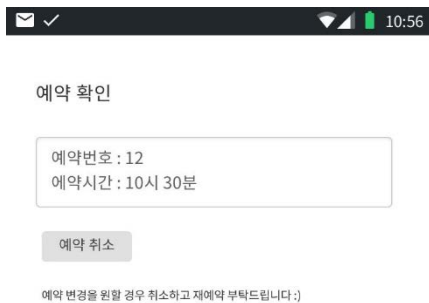 10:56
예약 확인
예약번호 : 12
에약시간 : 10시 30분
예약 취소
예약 변경을 원할 경우 취소하고 재예약 부탁드립니다 :)